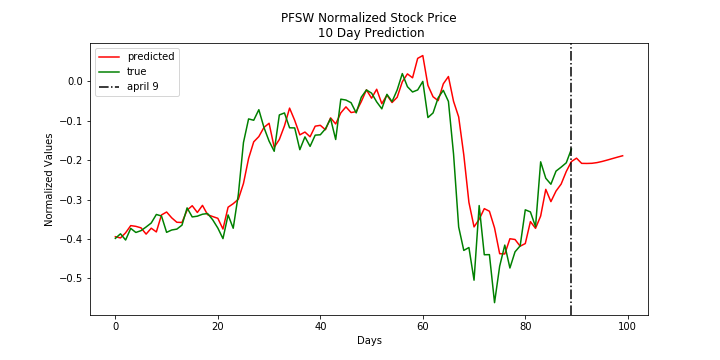 PFSW Normalized Stock Price
10 Day Prediction
predicted
true
april 9
Normalized Values
0.0
−0.1
−0.2
−0.3
−0.4
−0.5
0
20
40
60
80
100
Days